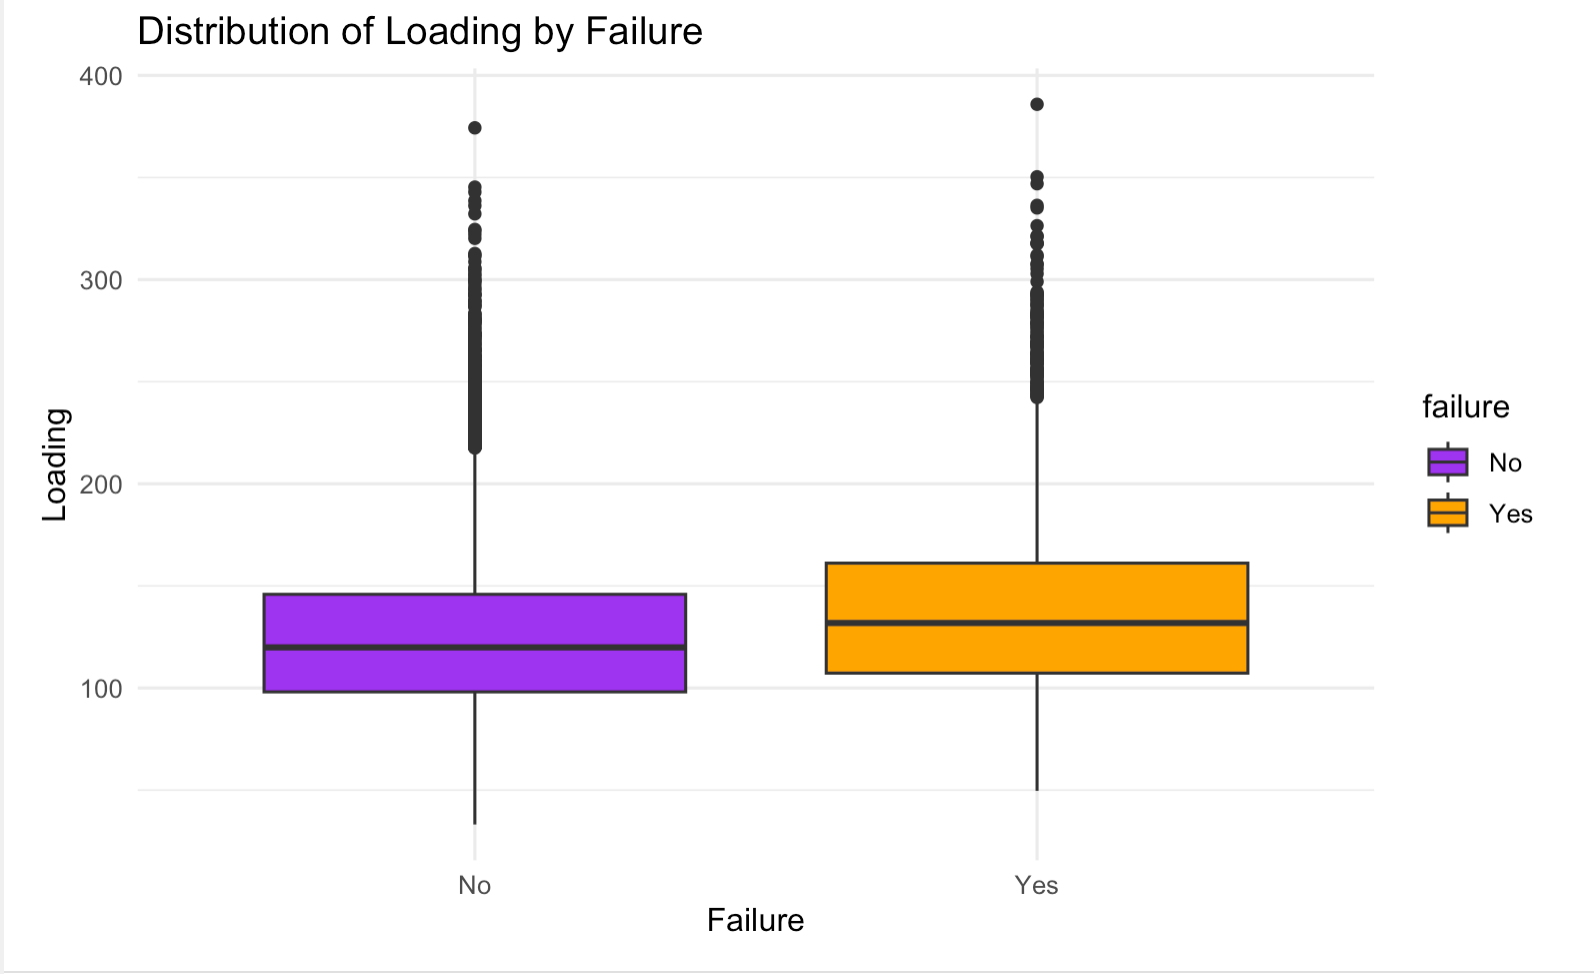 Distribution of Loading by Failure
400
300
200
100
Loading
No
Yes
Failure
failure
No
Yes